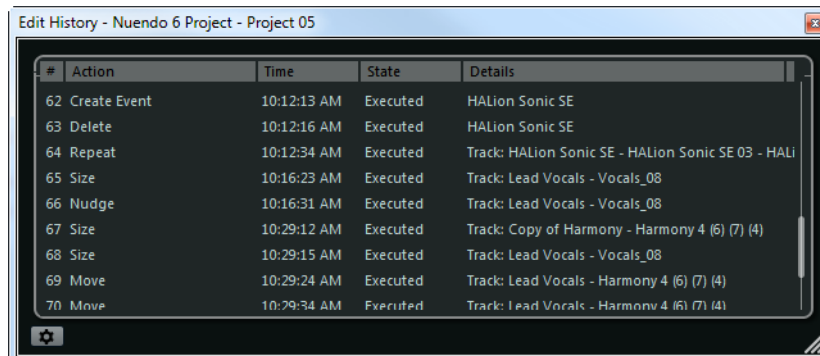 Edit History - Nuendo 6 Project - Project 05
# Action Time State Details
62 Create Event 10:12:13 AM Executed HALion Sonic SE
63 Delete 10:12:16 AM Executed HALion Sonic SE
64 Repeat 10:12:34 AM Executed Track: HALion Sonic SE - HALion Sonic SE 03 - HALi
65 Size 10:16:23 AM Executed Track: Lead Vocals - Vocals_08
66 Nudge 10:16:31 AM Executed Track: Lead Vocals - Vocals_08
67 Size 10:29:12 AM Executed Track: Copy of Harmony - Harmony 4 (6) (7) (4)
68 Size 10:29:15 AM Executed Track: Lead Vocals - Vocals_08
69 Move 10:29:24 AM Executed Track: Lead Vocals - Harmony 4 (6) (7) (4)
70 Move 10:29:34 AM Executed Track: Lead Vocals - Harmony 4 (6) (7) (4)